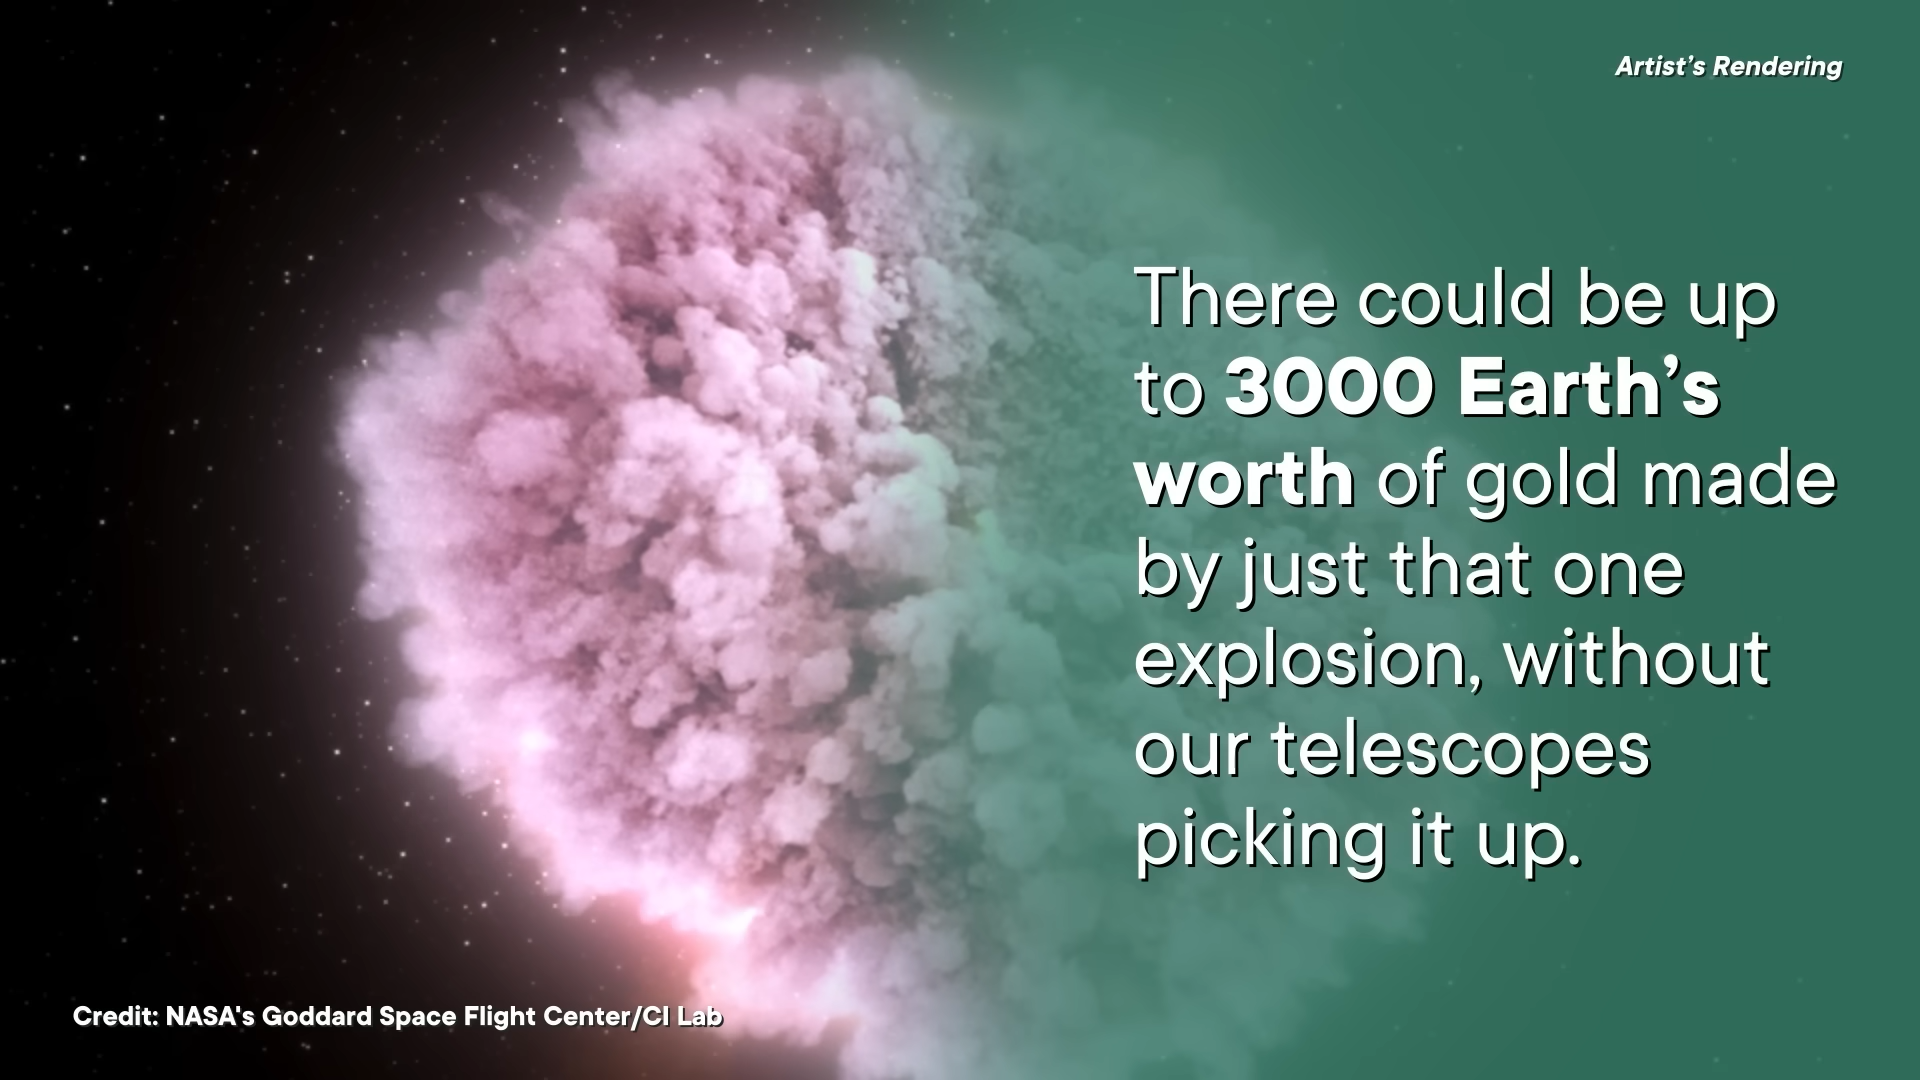 Artist’s Rendering
There could be up
to 3000 Earth’s
worth of gold made
by just that one
explosion, without
our telescopes
picking it up.
Credit: NASA's Goddard Space Flight Center/CI Lab